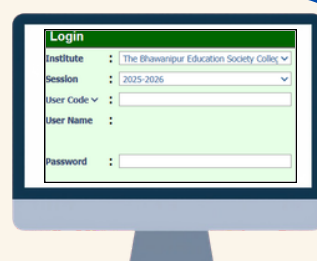 Login
Institute : The Bhawanipur Education Society Colleg
Session : 2025-2026
User Code :
User Name :
Password :